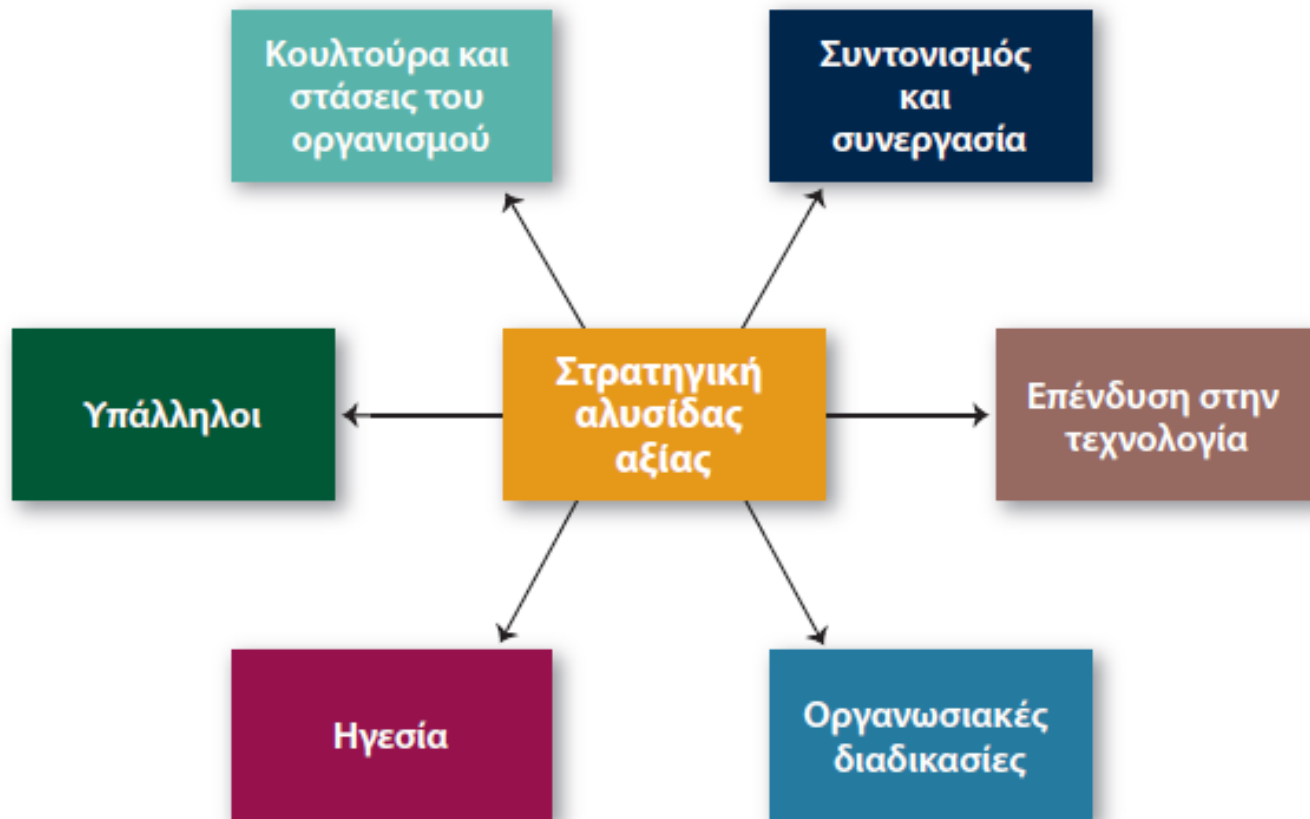 Κουλτούρα και
στάσεις του
οργανισμού
Συντονισμός
και
συνεργασία
Υπάλληλοι
Στρατηγική
αλυσίδας
αξίας
Επένδυση στην
τεχνολογία
Ηγεσία
Οργανωσιακές
διαδικασίες